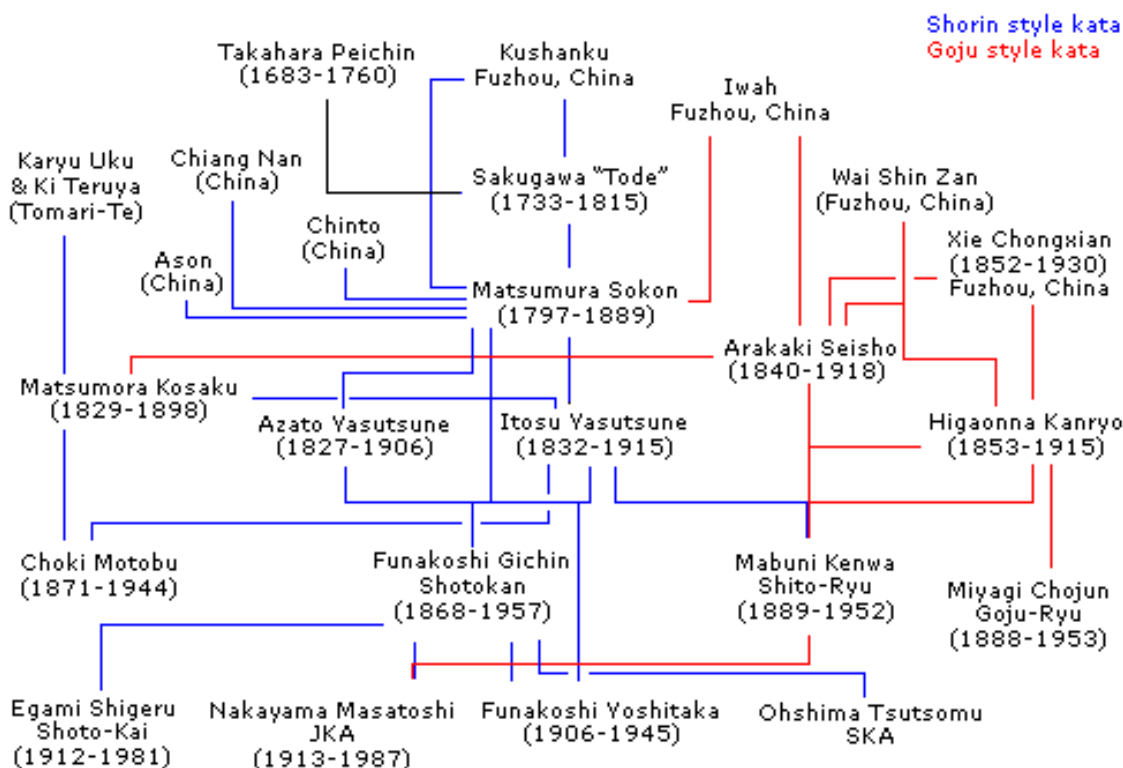 Shorin style kata
Goju style kata
Takahara Peichin
(1683-1760)
Kushanku
Fuzhou, China
Iwah
Fuzhou, China
Karyu Uku
& Ki Teruya
(Tomari-Te)
Chiang Nan
(China)
Sakugawa "Tode"
(1733-1815)
Wai Shin Zan
(Fuzhou, China)
Chinto
(China)
Ason
(China)
Xie Chongxian
(1852-1930)
Fuzhou, China
Matsumura Sokon
(1797-1889)
Arakaki Seisho
(1840-1918)
Matsumora Kosaku
(1829-1898)
Azato Yasutsune
(1827-1906)
Itosu Yasutsune
(1832-1915)
Higaonna Kanryo
(1853-1915)
Choki Motobu
(1871-1944)
Funakoshi Gichin
Shotokan
(1868-1957)
Mabuni Kenwa
Shito-Ryu
(1889-1952)
Miyagi Chojun
Goju-Ryu
(1888-1953)
Egami Shigeru
Shoto-Kai
(1912-1981)
Nakayama Masatoshi
JKA
(1913-1987)
Funakoshi Yoshitaka
(1906-1945)
Ohshima Tsutsomu
SKA